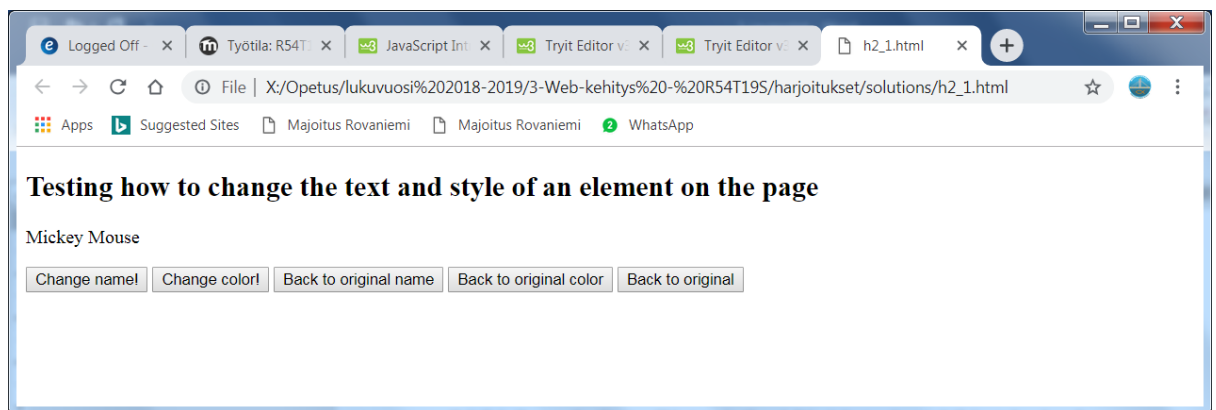 Logged Off -
Työtila: R54T
JavaScript Int
Tryit Editor v3
Tryit Editor v3
h2_1.html
File | X:/Opetus/lukuvuosi%202018-2019/3-Web-kehitys%20-%20R54T19S/harjoitukset/solutions/h2_1.html
Apps Suggested Sites Majoitus Rovaniemi Majoitus Rovaniemi 2 WhatsApp
Testing how to change the text and style of an element on the page
Mickey Mouse
Change name! Change color! Back to original name Back to original color Back to original